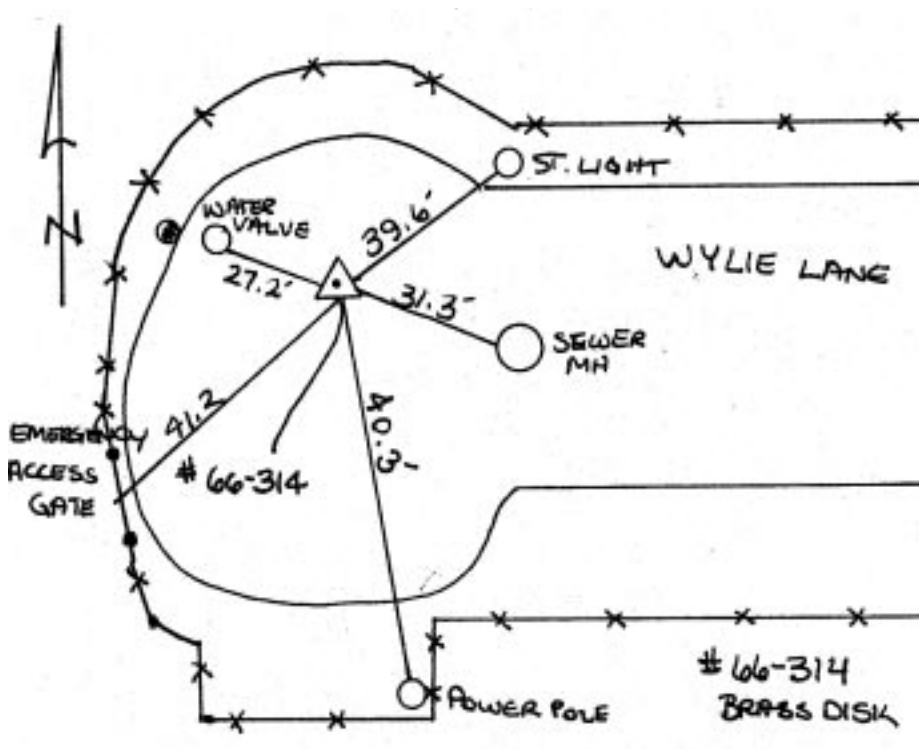 ST. LIGHT
WATER
VALVE
39.6'
N
WYLIE LANE
27.2'
31.3'
SEWER
MH
41.2
40.3'
EMERGENCY
ACCESS
GATE
# 66-314
# 66-314
BRASS DISK
POWER POLE